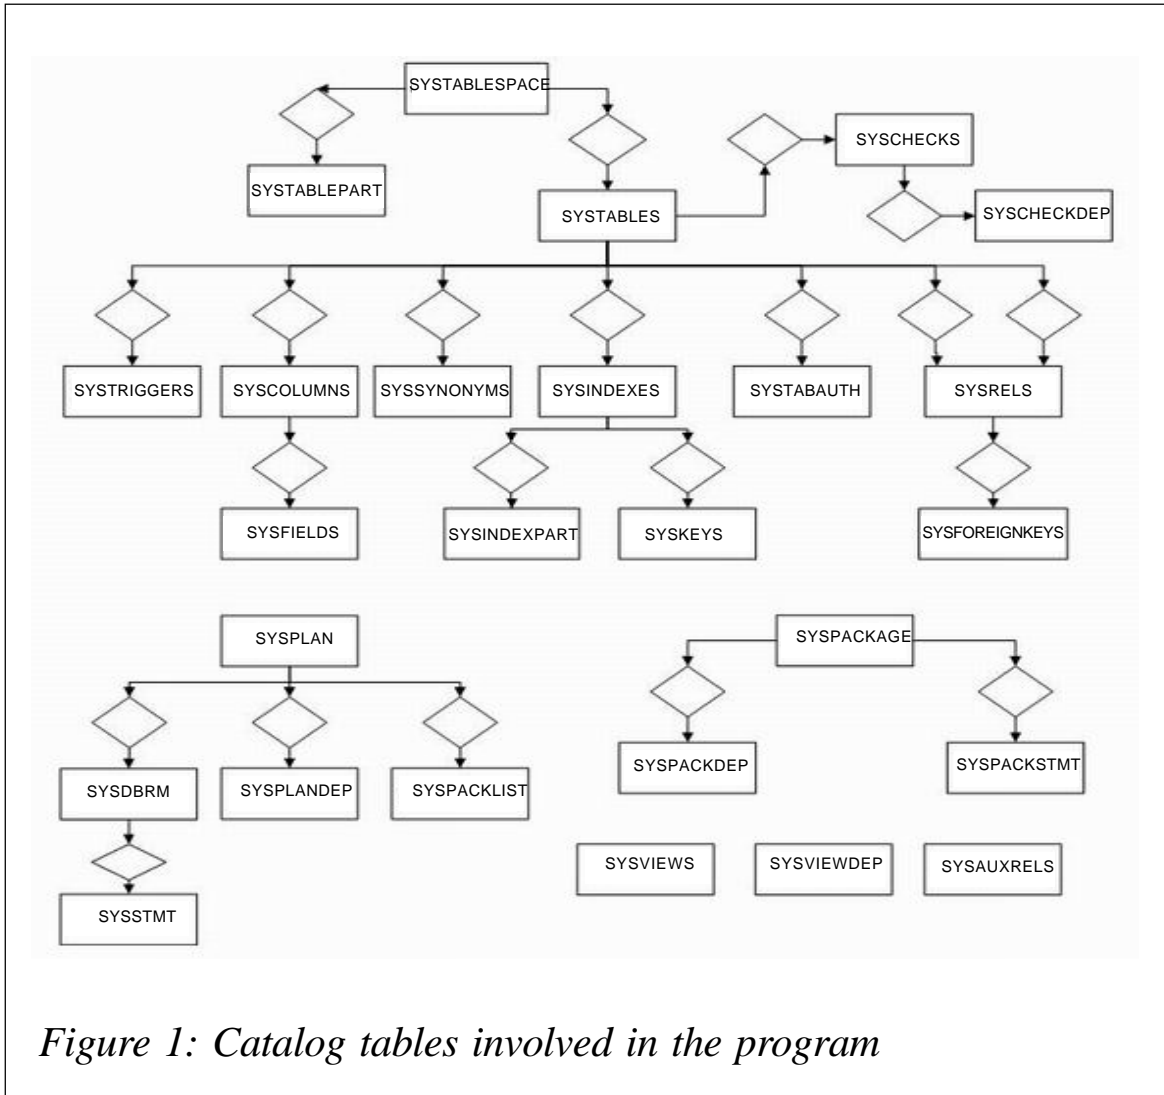 SYSTABLESPACE
SYSCHECKS
SYSTABLEPART
SYSTABLES
SYSCHECKDEP
SYSTRIGGERS
SYSCOLUMNS
SYSSYNONYMS
SYSINDEXES
SYSTABAUTH
SYSRELS
SYSFIELDS
SYSINDEXPART
SYSKEYS
SYSFOREIGNKEYS
SYSPLAN
SYSPACKAGE
SYSDBRM
SYSPLANDEP
SYSPACKLIST
SYSPACKDEP
SYSPACKSTMT
SYSVIEWS
SYSVIEWDEP
SYSAUXRELS
SYSSTMT
Figure 1: Catalog tables involved in the program